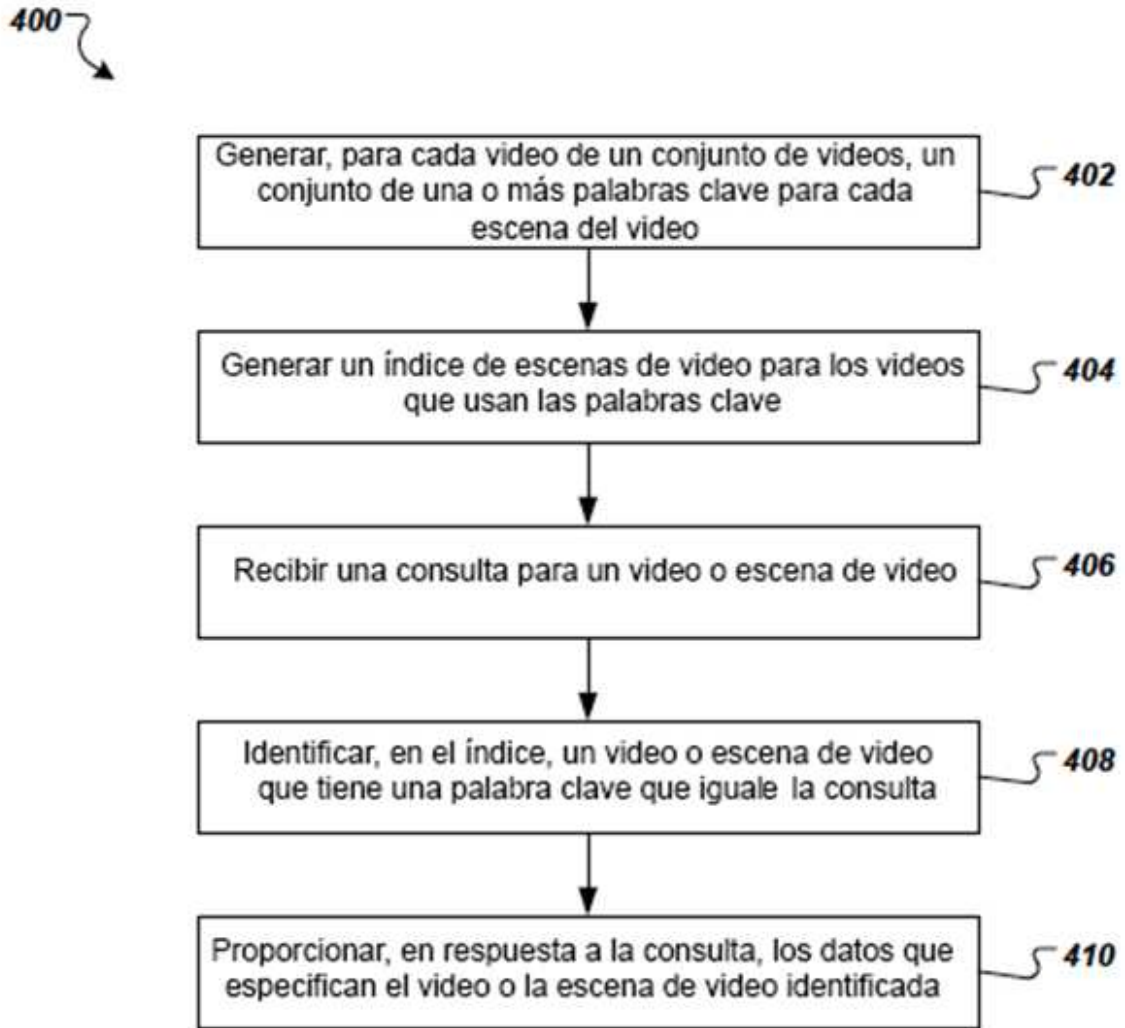 400
Generar, para cada video de un conjunto de videos, un
conjunto de una o más palabras clave para cada
escena del video
402
Generar un índice de escenas de video para los videos
que usan las palabras clave
404
Recibir una consulta para un video o escena de video
406
Identificar, en el índice, un video o escena de video
que tiene una palabra clave que iguale la consulta
408
Proporcionar, en respuesta a la consulta, los datos que
especifican el video o la escena de video identificada
410